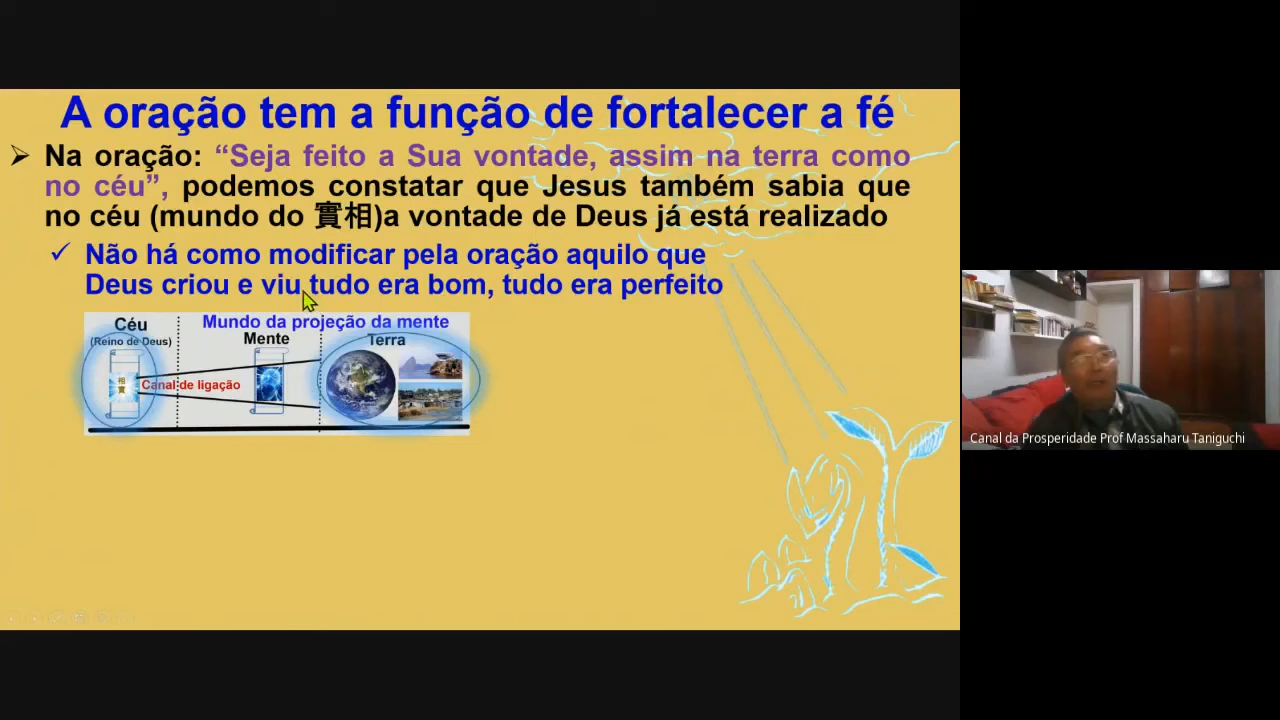 A oração tem a função de fortalecer a fé
Na oração: “Seja feito a Sua vontade, assim na terra como
no céu”, podemos constatar que Jesus também sabia que
no céu (mundo do 實相)a vontade de Deus já está realizado
Não há como modificar pela oração aquilo que
Deus criou e viu tudo era bom, tudo era perfeito
Céu
(Reino de Deus)
Mundo da projeção da mente
Mente
Terra
Canal de ligação
相
實
Canal da Prosperidade Prof Massaharu Taniguchi